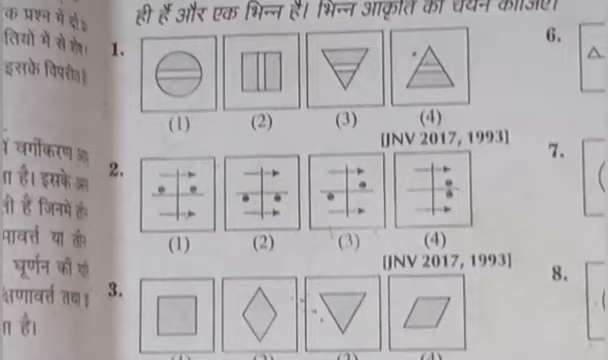 ही हैं और एक भिन्न है। भिन्न आकृति का चयन कीजिए।
क प्रश्न में दी
तियों में से
इसके विपरीत
1.
(1) (2) (3) (4)
[JNV 2017, 1993]
6.
वर्गीकरण
ता है। इसके
ती हैं जिनमें
मावर्त या
घूर्णन की
क्षणावर्त तथा
ता है।
2.
(1) (2) (3) (4)
[JNV 2017, 1993]
7.
3.
8.